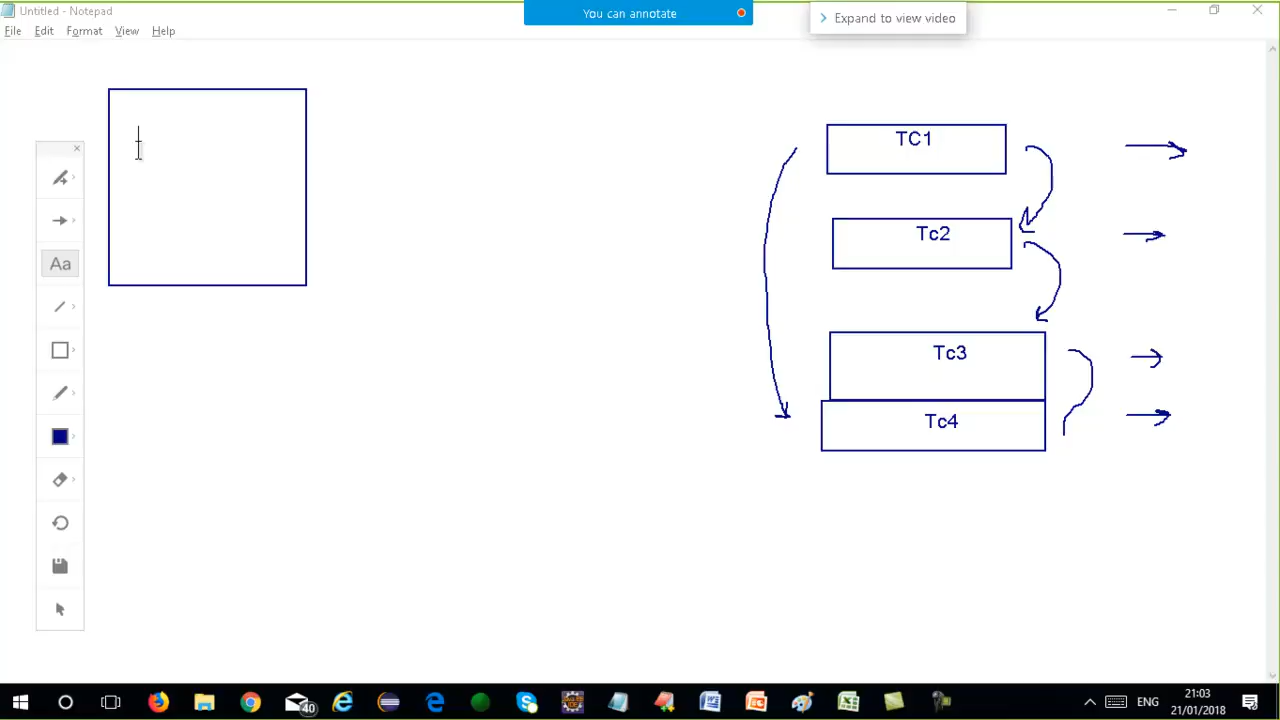 Untitled - Notepad
You can annotate
Expand to view video
File Edit Format View Help
TC1
Tc2
Tc3
Tc4
Aa
40
ENG
21:03
21/01/2018